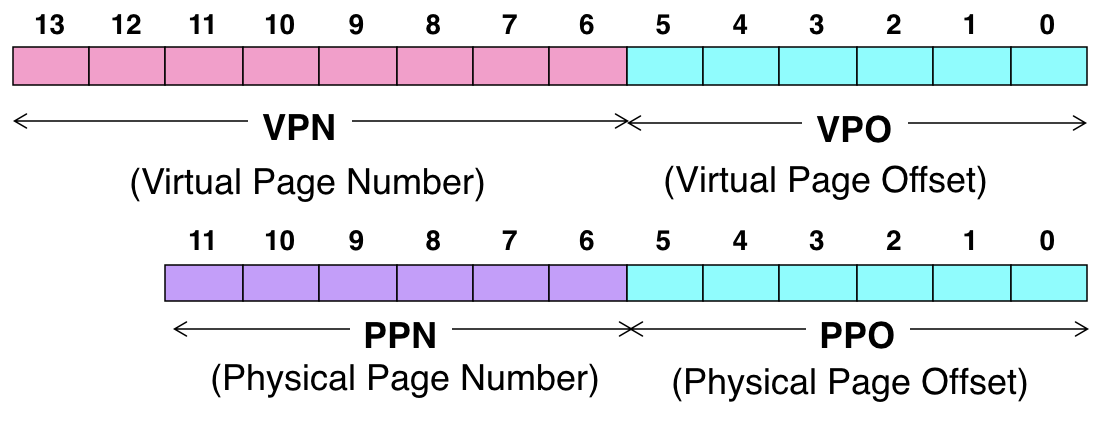 13 12 11 10 9 8 7 6 5 4 3 2 1 0
VPN VPO
(Virtual Page Number) (Virtual Page Offset)
11 10 9 8 7 6 5 4 3 2 1 0
PPN PPO
(Physical Page Number) (Physical Page Offset)